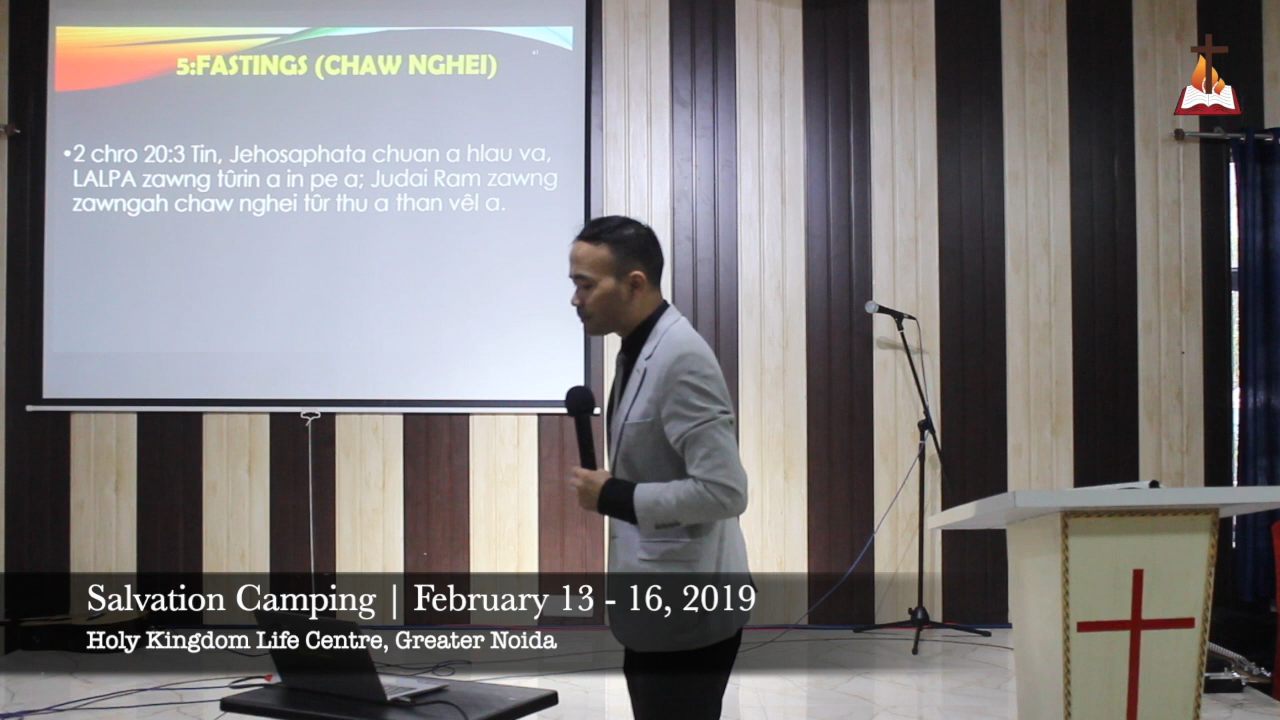 5:FASTINGS (CHAW NGHEI)
•2 chro 20:3 Tin, Jehosaphata chuan a hlau va,
LALPA zawng tûrin a in pe a; Judai Ram zawng
zawngah chaw nghei tûr thu a than vêl a.
Salvation Camping | February 13 - 16, 2019
Holy Kingdom Life Centre, Greater Noida